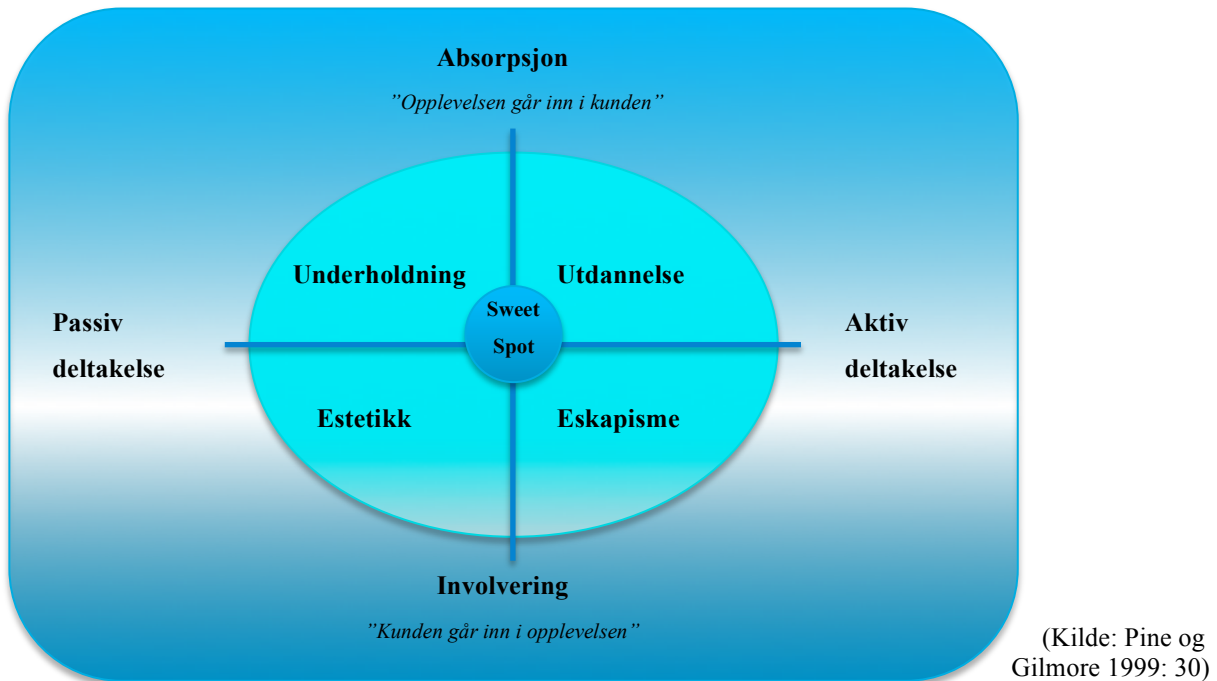 Absorpsjon
”Opplevelsen går inn i kunden”
Underholdning
Utdannelse
Sweet
Spot
Passiv
deltakelse
Aktiv
deltakelse
Estetikk
Eskapisme
Involvering
”Kunden går inn i opplevelsen”
(Kilde: Pine og
Gilmore 1999: 30)